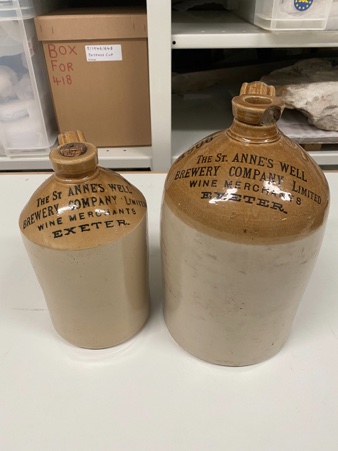 BOX
FOR
418
THE ST. ANNE'S WELL
BREWERY COMPANY LIMITED
WINE MERCHANTS
EXETER.
THE ST. ANNE'S WELL
BREWERY COMPANY LIMITED
WINE MERCHANTS
EXETER.